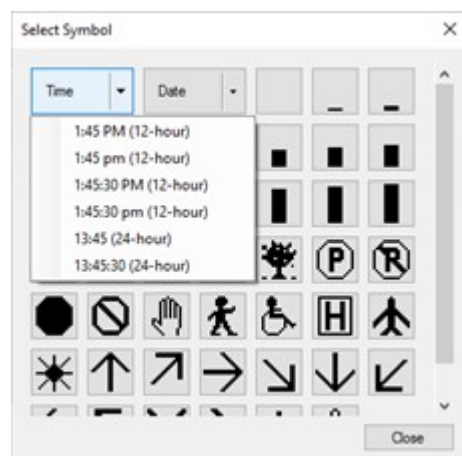 Select Symbol
Time
Date
1:45 PM (12-hour)
1:45 pm (12-hour)
1:45:30 PM (12-hour)
1:45:30 pm (12-hour)
13:45 (24-hour)
13:45:30 (24-hour)
P
R
H
Close